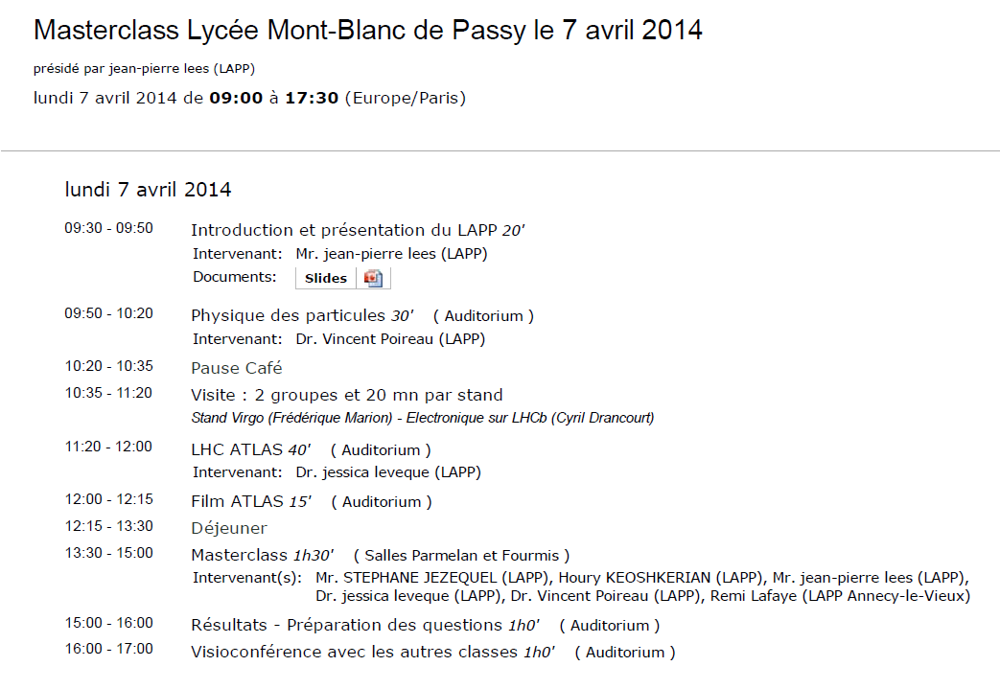 Masterclass Lycée Mont-Blanc de Passy le 7 avril 2014
présidé par jean-pierre lees (LAPP)
lundi 7 avril 2014 de 09:00 à 17:30 (Europe/Paris)
lundi 7 avril 2014
09:30 - 09:50 Introduction et présentation du LAPP 20'
Intervenant: Mr. jean-pierre lees (LAPP)
Documents: Slides
09:50 - 10:20 Physique des particules 30' ( Auditorium )
Intervenant: Dr. Vincent Poireau (LAPP)
10:20 - 10:35 Pause Café
10:35 - 11:20 Visite : 2 groupes et 20 mn par stand
Stand Virgo (Frédérique Marion) - Electronique sur LHCb (Cyril Drancourt)
11:20 - 12:00 LHC ATLAS 40' ( Auditorium )
Intervenant: Dr. jessica leveque (LAPP)
12:00 - 12:15 Film ATLAS 15' ( Auditorium )
12:15 - 13:30 Déjeuner
13:30 - 15:00 Masterclass 1h30' ( Salles Parmelan et Fourmis )
Intervenant(s): Mr. STEPHANE JEZEQUEL (LAPP), Houry KEOSHKERIAN (LAPP), Mr. jean-pierre lees (LAPP),
Dr. jessica leveque (LAPP), Dr. Vincent Poireau (LAPP), Remi Lafaye (LAPP Annecy-le-Vieux)
15:00 - 16:00 Résultats - Préparation des questions 1h0' ( Auditorium )
16:00 - 17:00 Visioconférence avec les autres classes 1h0' ( Auditorium )